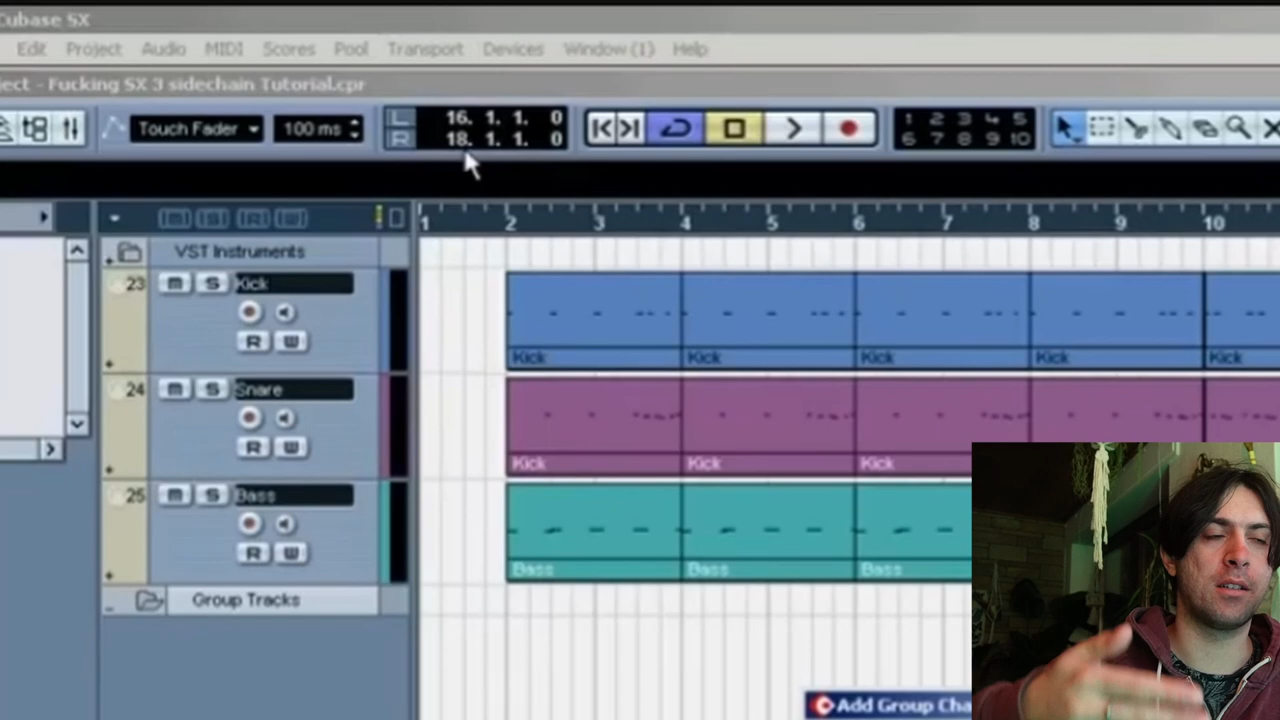 Cubase SX
Edit Project Audio MIDI Scores Pool Transport Devices Window (1) Help
ject - Fucking SX 3 sidechain Tutorial.cpr
Touch Fader 100 ms L 16. 1. 1. 0 1 2 3 4 5
R 18. 1. 1. 0 6 7 8 9 10
[m] [S] [R] [W] 1 2 3 4 5 6 7 8 9 10
VST Instruments
23 m S Kick
R W
Kick Kick Kick Kick Kick
24 m S Snare
R W
Kick Kick Kick
25 m S Bass
R W
Bass Bass Bass
Group Tracks
Add Group Cha